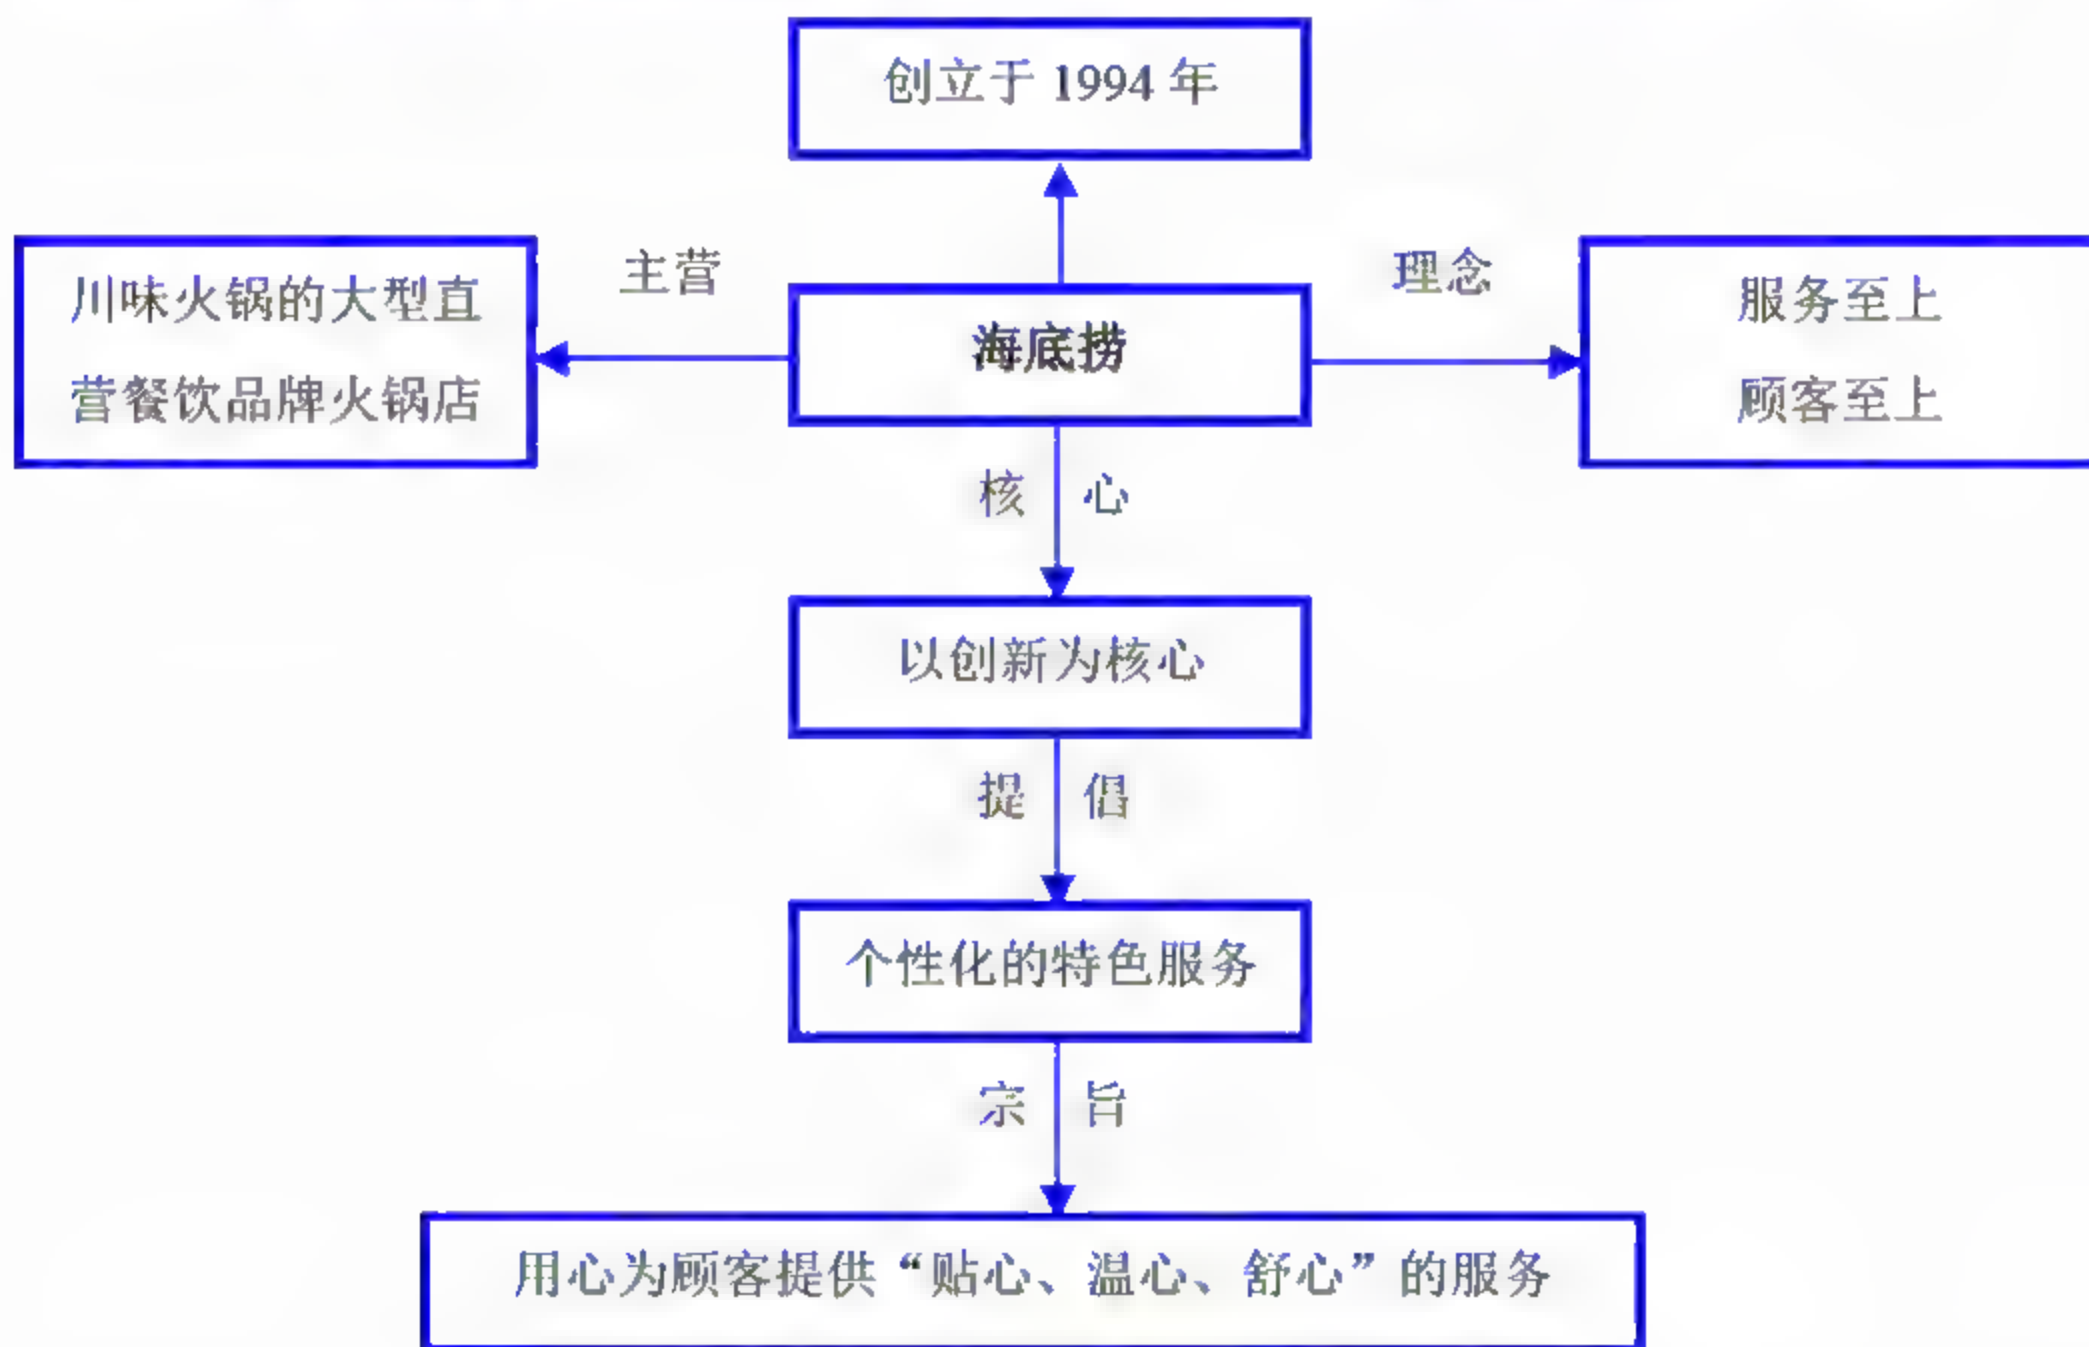 创立于 1994 年
主营
理念
川味火锅的大型直
营餐饮品牌火锅店
海底捞
服务至上
顾客至上
核 心
以创新为核心
提 倡
个性化的特色服务
宗 旨
用心为顾客提供“贴心、温心、舒心”的服务